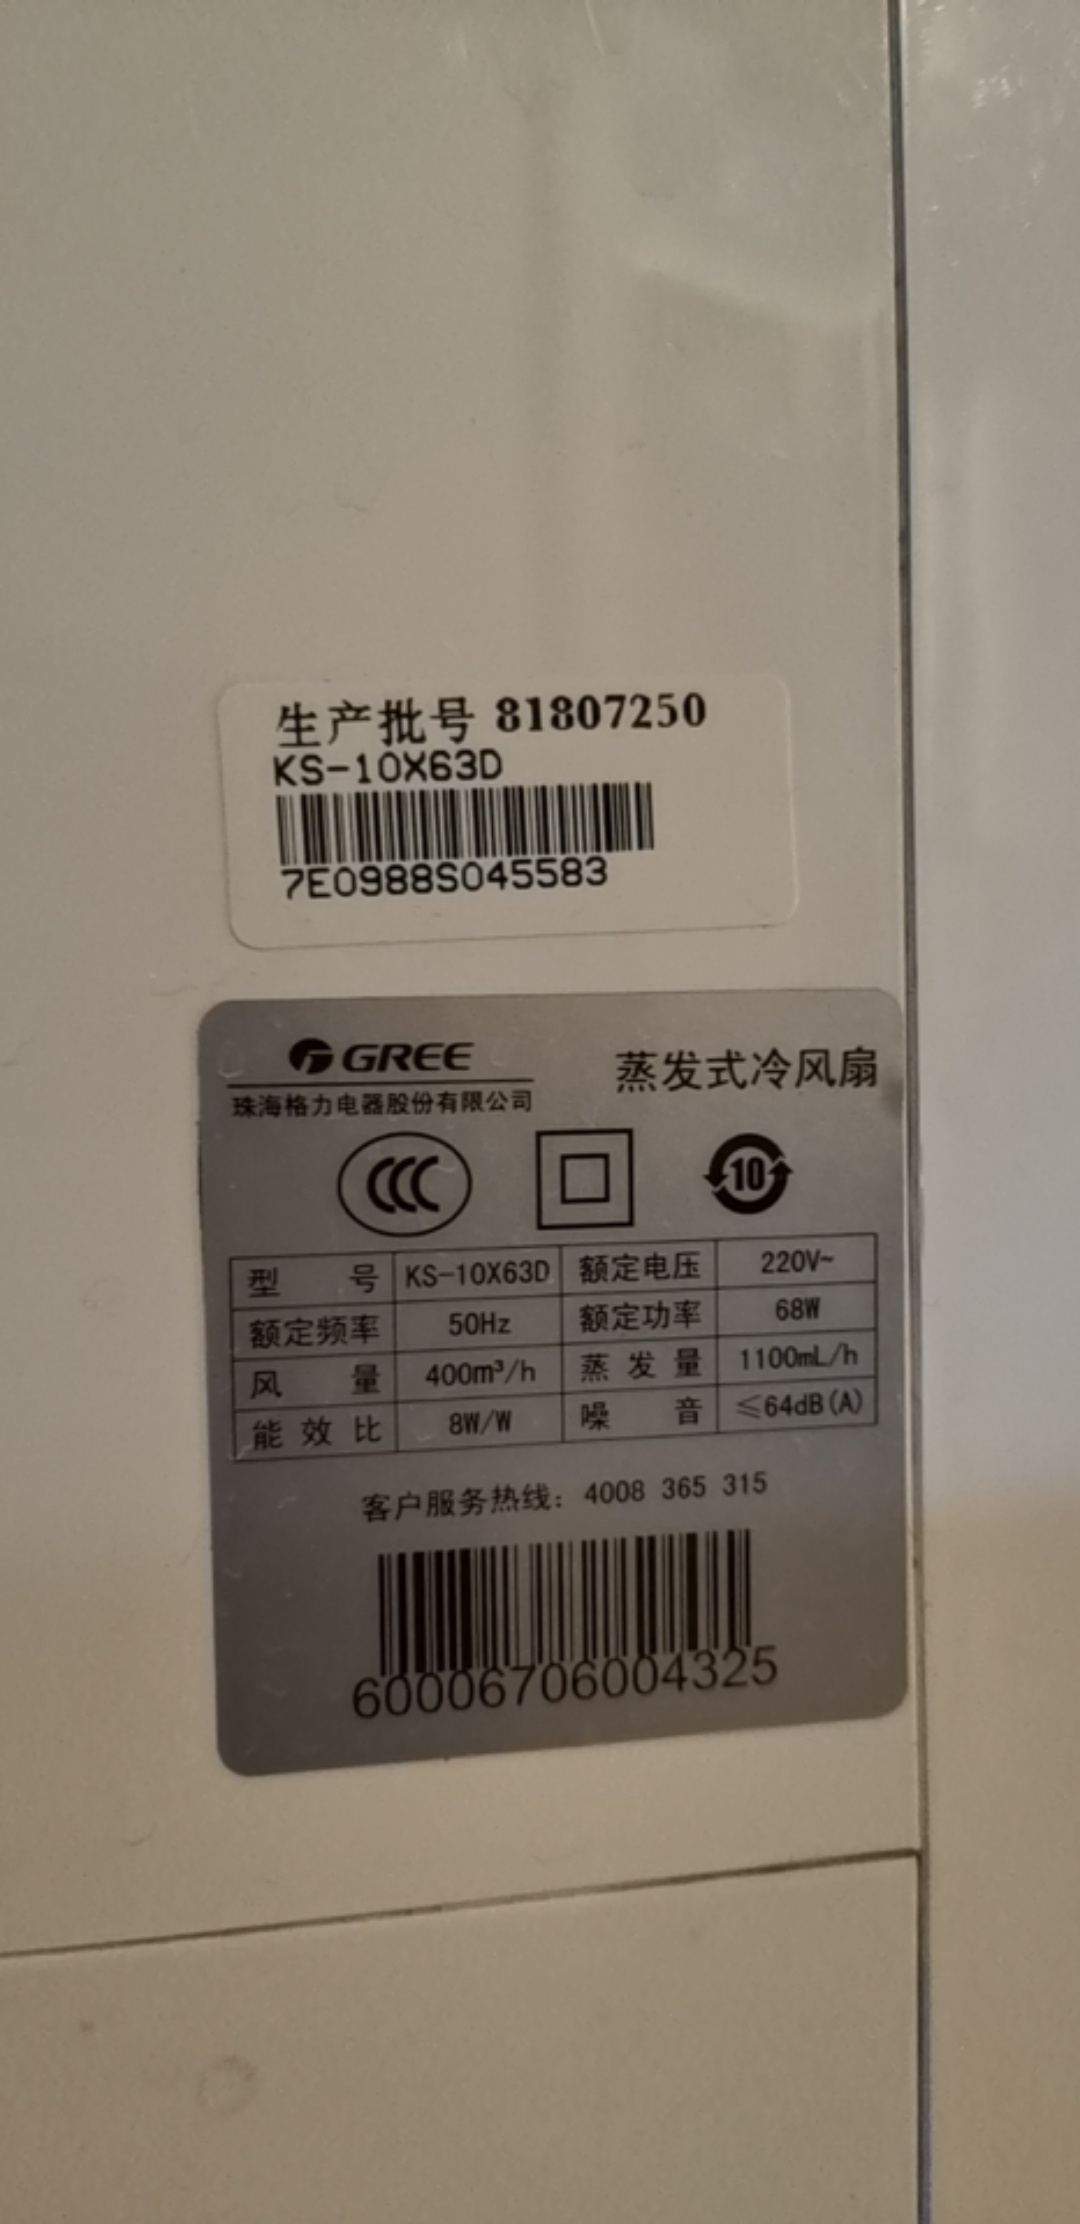 生产批号 81807250
KS-10X63D
7E0988S045583
GREE
蒸发式冷风扇
珠海格力电器股份有限公司
CCC
10
型号 KS-10X63D 额定电压 220V~
额定频率 50Hz 额定功率 68W
风量 400m³/h 蒸发量 1100mL/h
能效比 8W/W 噪音 ≤64dB(A)
客户服务热线：4008 365 315
60006706004325